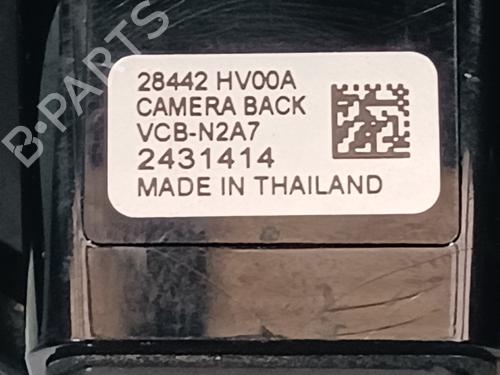 B-PARTS
28442 HV00A
CAMERA BACK
VCB-N2A7
2431414
MADE IN THAILAND